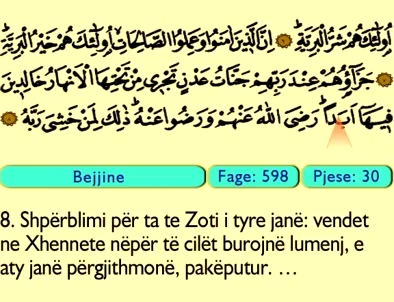 أُولَٰئِكَ هُمْ شَرُّ الْبَرِيَّةِ إِنَّ الَّذِينَ آمَنُوا وَعَمِلُوا الصَّالِحَاتِ أُولَٰئِكَ هُمْ خَيْرُ الْبَرِيَّةِ
جَزَاؤُهُمْ عِنْدَ رَبِّهِمْ جَنَّاتُ عَدْنٍ تَجْرِي مِنْ تَحْتِهَا الْأَنْهَارُ خَالِدِينَ
فِيهَا أَبَدًا رَضِيَ اللَّهُ عَنْهُمْ وَرَضُوا عَنْهُ ذَٰلِكَ لِمَنْ خَشِيَ رَبَّهُ
Bejjine Fage: 598 Pjese: 30
8. Shpërblimi për ta te Zoti i tyre janë: vendet
ne Xhennete nëpër të cilët burojnë lumenj, e
aty janë përgjithmonë, pakëputur. …